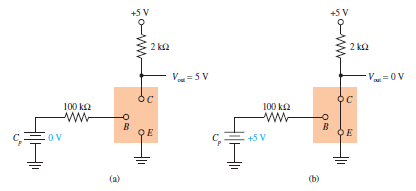 +5 V
2 kΩ
V_out = 5 V
C
100 kΩ
B
E
C_p
0 V
(a)
+5 V
2 kΩ
V_out = 0 V
C
100 kΩ
B
E
C_p
+5 V
(b)